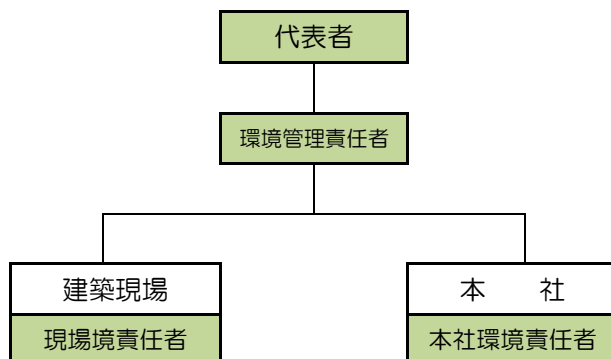 代表者
環境管理責任者
建築現場
現場境責任者
本　　社
本社環境責任者